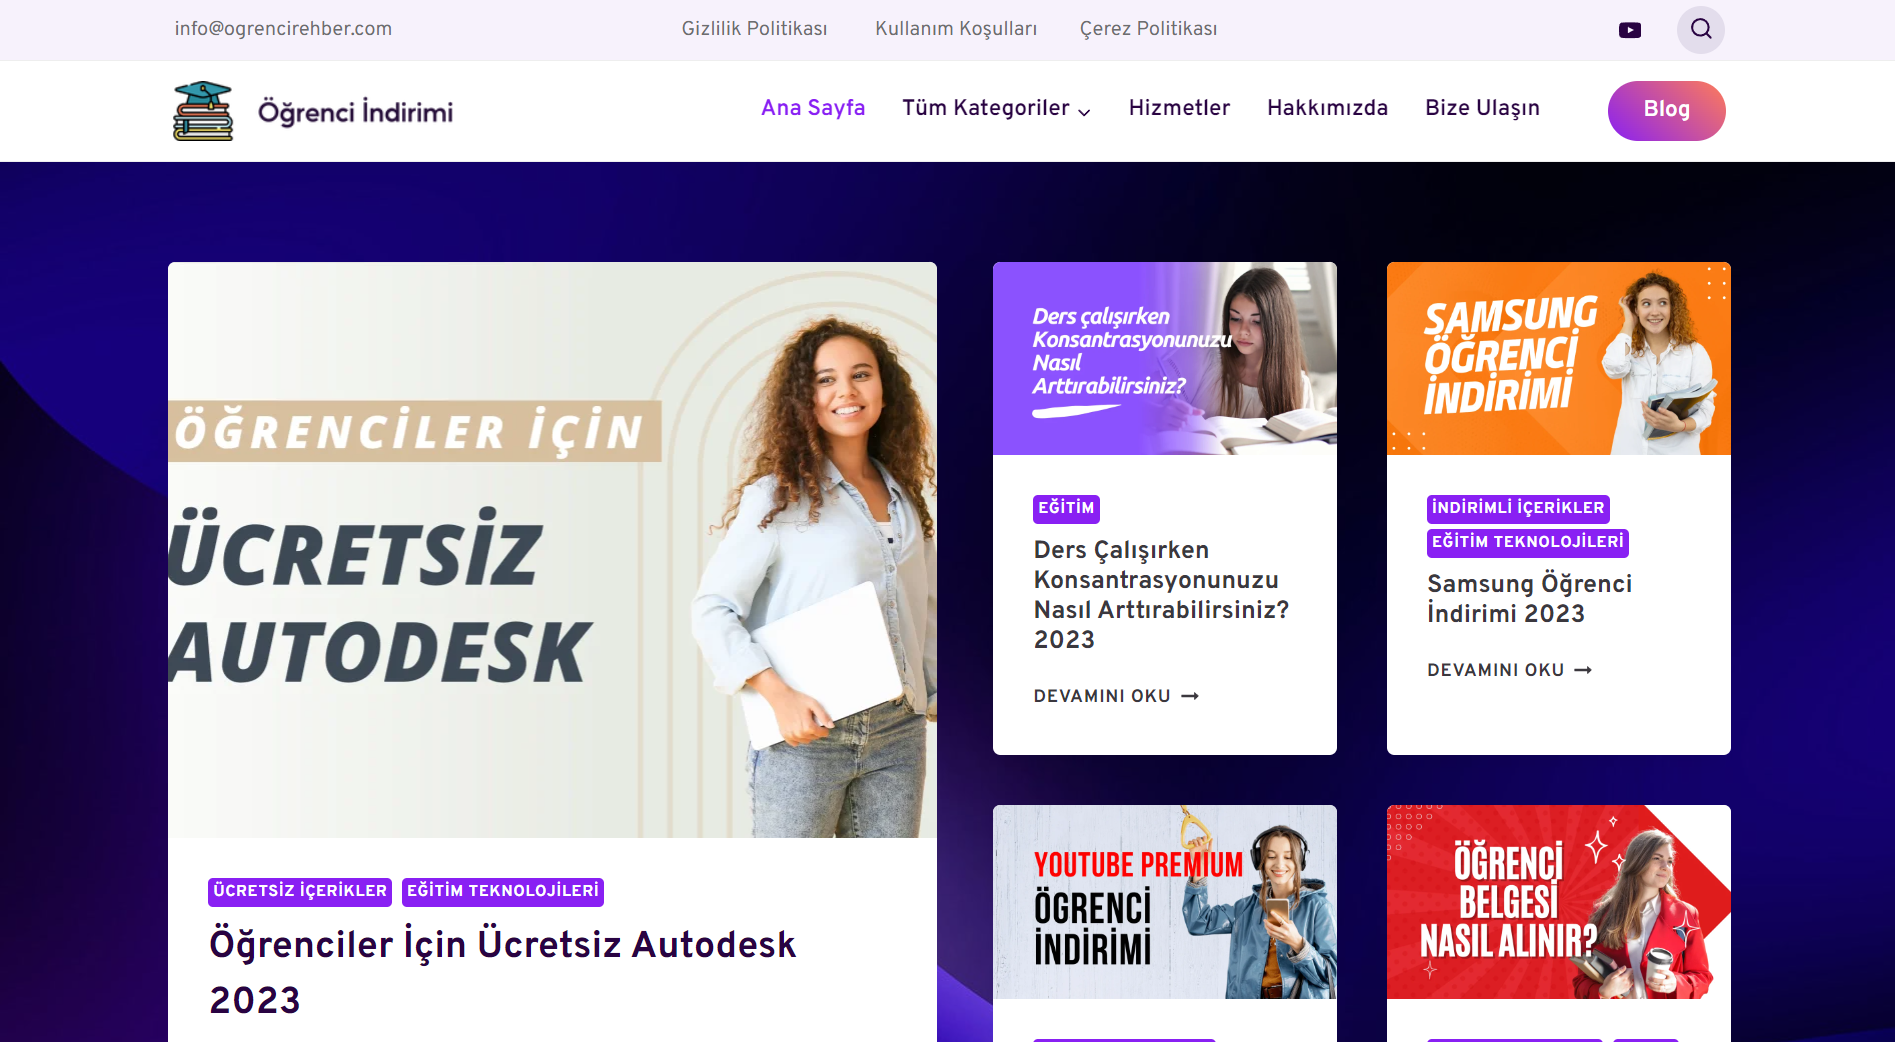 info@ogrencirehber.com
Gizlilik Politikası
Kullanım Koşulları
Çerez Politikası
Öğrenci İndirimi
Ana Sayfa
Tüm Kategoriler
Hizmetler
Hakkımızda
Bize Ulaşın
Blog
ÖĞRENCİLER İÇİN
ÜCRETSİZ
AUTODESK
ÜCRETSİZ İÇERİKLER
EĞİTİM TEKNOLOJİLERİ
Öğrenciler İçin Ücretsiz Autodesk
2023
Ders çalışırken
Konsantrasyonunuzu
Nasıl
Arttırabilirsiniz?
EĞİTİM
Ders Çalışırken
Konsantrasyonunuzu
Nasıl Arttırabilirsiniz?
2023
DEVAMINI OKU
SAMSUNG
ÖĞRENCİ
İNDİRİMİ
İNDİRİMLİ İÇERİKLER
EĞİTİM TEKNOLOJİLERİ
Samsung Öğrenci
İndirimi 2023
DEVAMINI OKU
YOUTUBE PREMIUM
ÖGRENCİ
İNDİRİMİ
ÖĞRENCİ
BELGESİ
NASIL ALINIR?